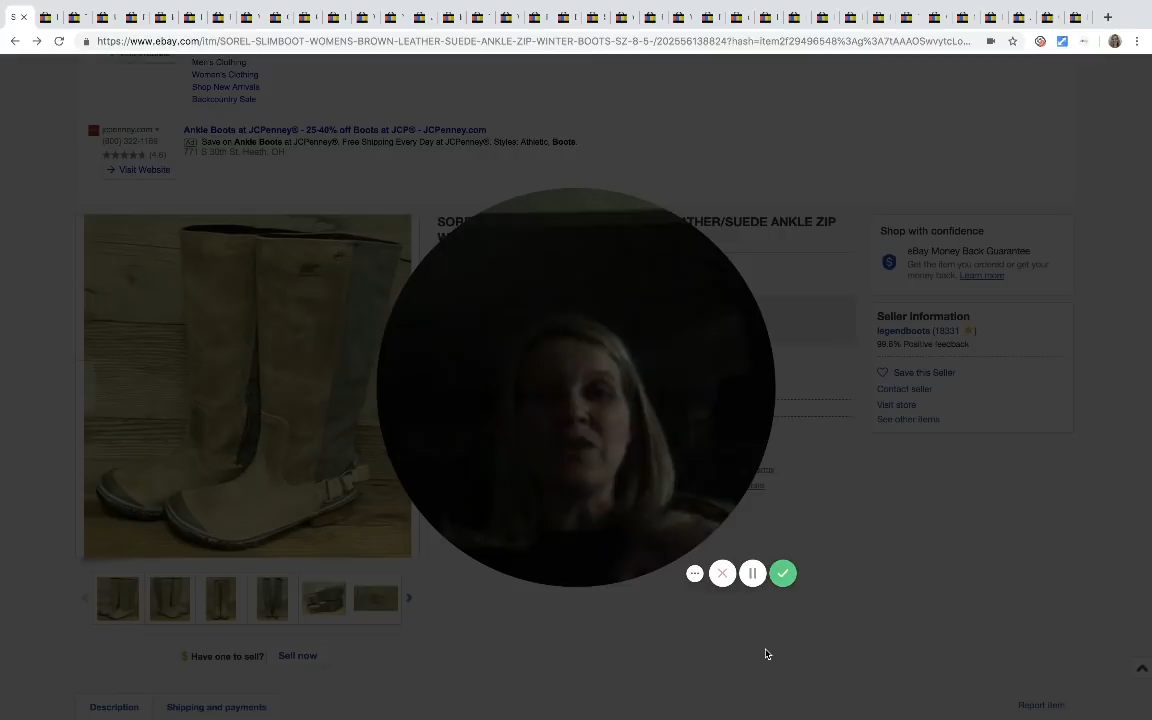 https://www.ebay.com/itm/SOREL-SLIMBOOT-WOMENS-BROWN-LEATHER-SUEDE-ANKLE-ZIP-WINTER-BOOTS-SZ-8-5-/202556138824?hash=item2f29496548%3Ag%3A7tAAAOSwvytcLo...
Men's Clothing
Women's Clothing
Shop New Arrivals
Backcountry Sale
jcpenney.com
Ankle Boots at JCPenney® - 25-40% off Boots at JCP® - JCPenney.com
(800) 322-1189
Ad Save on Ankle Boots at JCPenney®. Free Shipping Every Day at JCPenney®. Styles: Athletic, Boots.
(4.6)
771 S 30th St, Heath, OH
Visit Website
ANKLE ZIP
Shop with confidence
eBay Money Back Guarantee
Get the item you ordered or get your
money back. Learn more
Seller information
legendboots (18331)
99.6% Positive feedback
Save this Seller
Contact seller
Visit store
See other items
$ Have one to sell? Sell now
Description
Shipping and payments
Report item